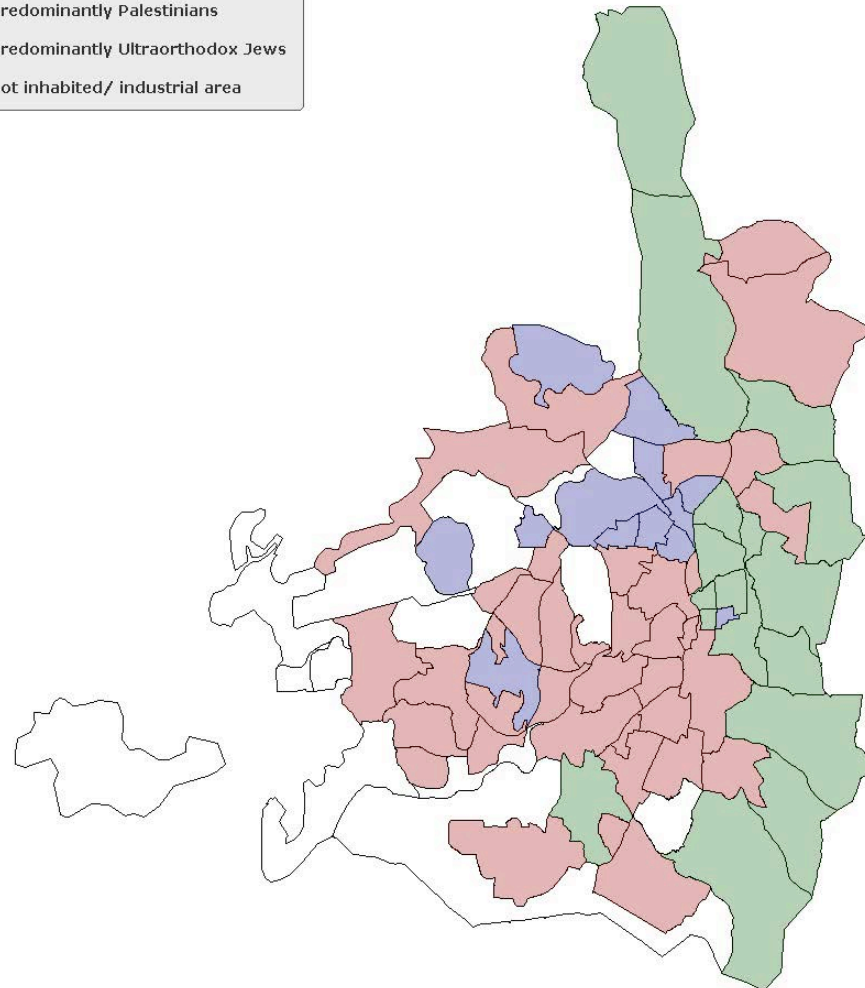 redominantly Palestinians
redominantly Ultraorthodox Jews
ot inhabited/ industrial area